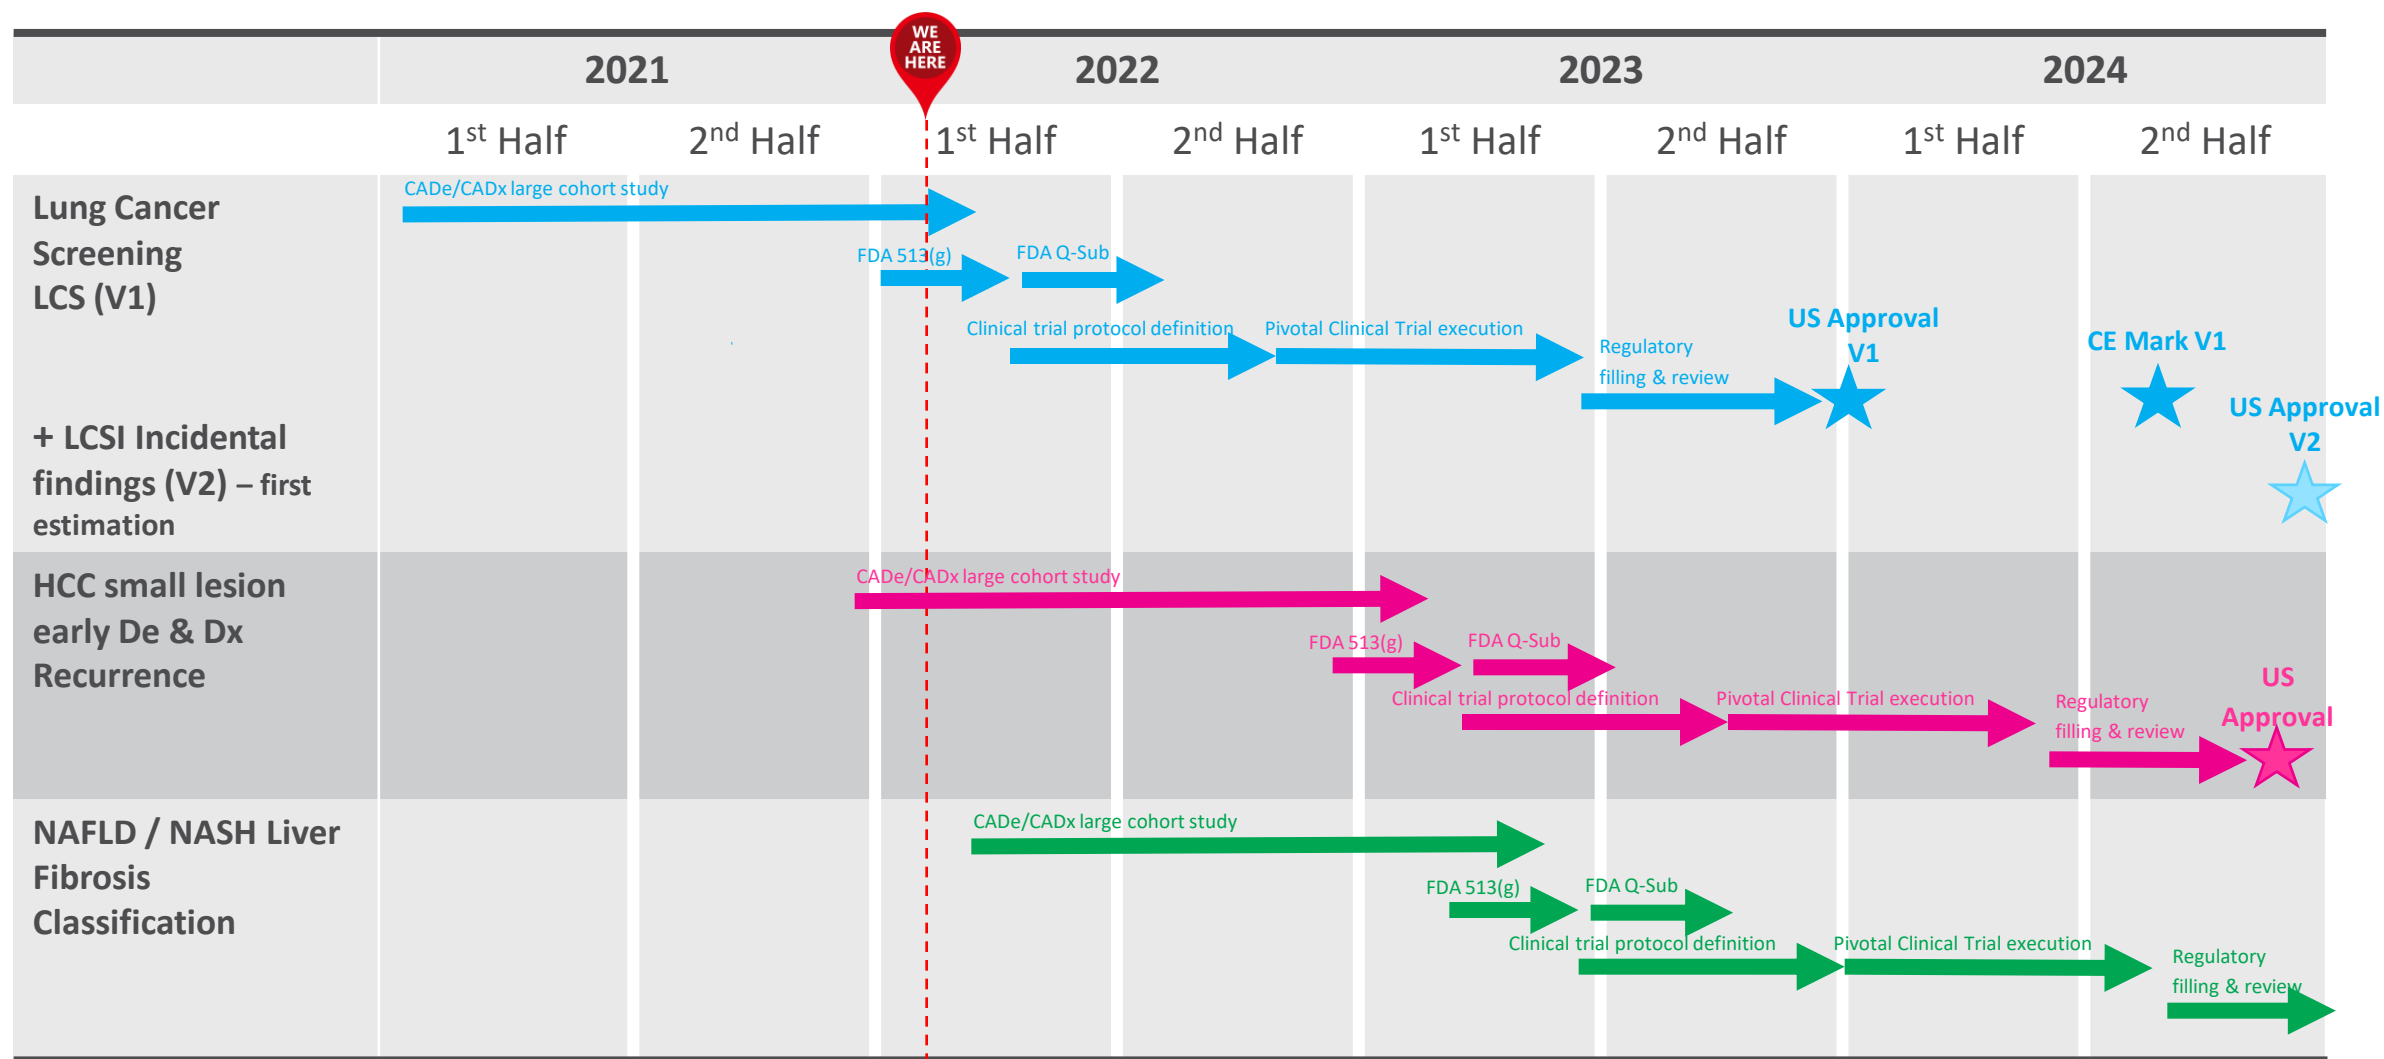 WE
ARE
HERE
2021
2022
2023
2024
1st Half
2nd Half
1st Half
2nd Half
1st Half
2nd Half
1st Half
2nd Half
Lung Cancer
Screening
LCS (V1)
CADe/CADx large cohort study
FDA 513(g)
FDA Q-Sub
Clinical trial protocol definition
Pivotal Clinical Trial execution
Regulatory
filling & review
US Approval
V1
CE Mark V1
US Approval
V2
+ LCSI Incidental
findings (V2) – first
estimation
HCC small lesion
early De & Dx
Recurrence
CADe/CADx large cohort study
FDA 513(g)
FDA Q-Sub
Clinical trial protocol definition
Pivotal Clinical Trial execution
Regulatory
filling & review
US
Approval
NAFLD / NASH Liver
Fibrosis
Classification
CADe/CADx large cohort study
FDA 513(g)
FDA Q-Sub
Clinical trial protocol definition
Pivotal Clinical Trial execution
Regulatory
filling & review